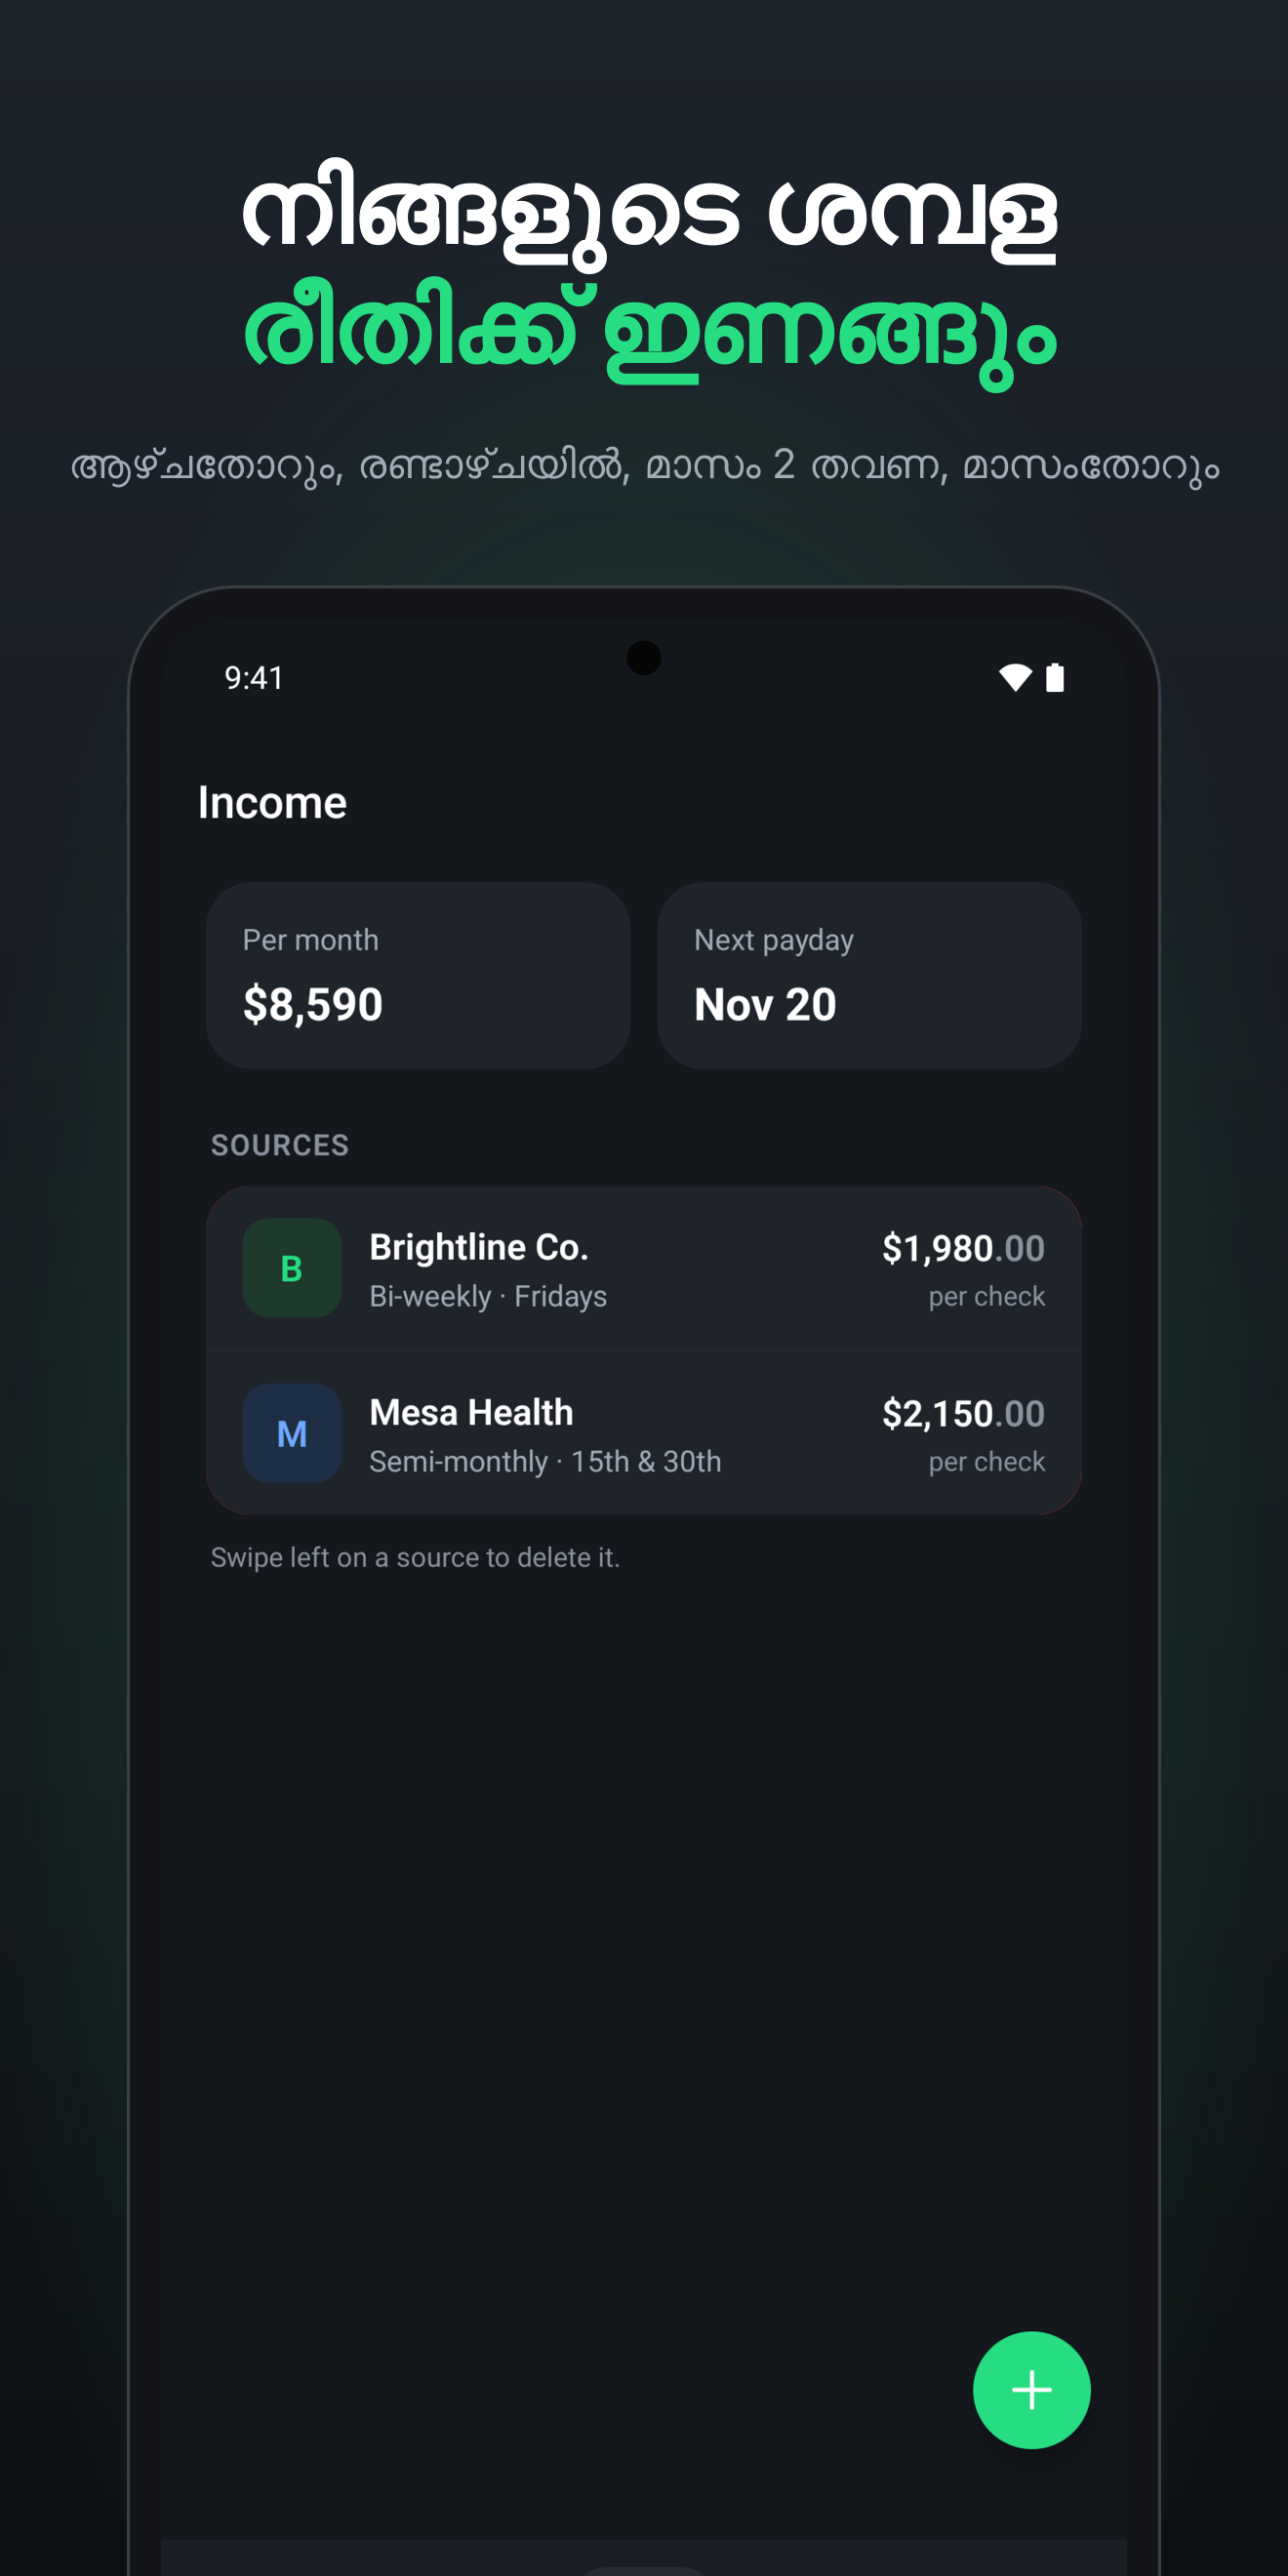 നിങ്ങളുടെ ശമ്പള
രീതിക്ക് ഇണങ്ങും
ആഴ്ചതോറും, രണ്ടാഴ്ചയിൽ, മാസം 2 തവണ, മാസംതോറും
9:41
Income
Per month
$8,590
Next payday
Nov 20
SOURCES
B
Brightline Co.
Bi-weekly · Fridays
$1,980.00
per check
M
Mesa Health
Semi-monthly · 15th & 30th
$2,150.00
per check
Swipe left on a source to delete it.